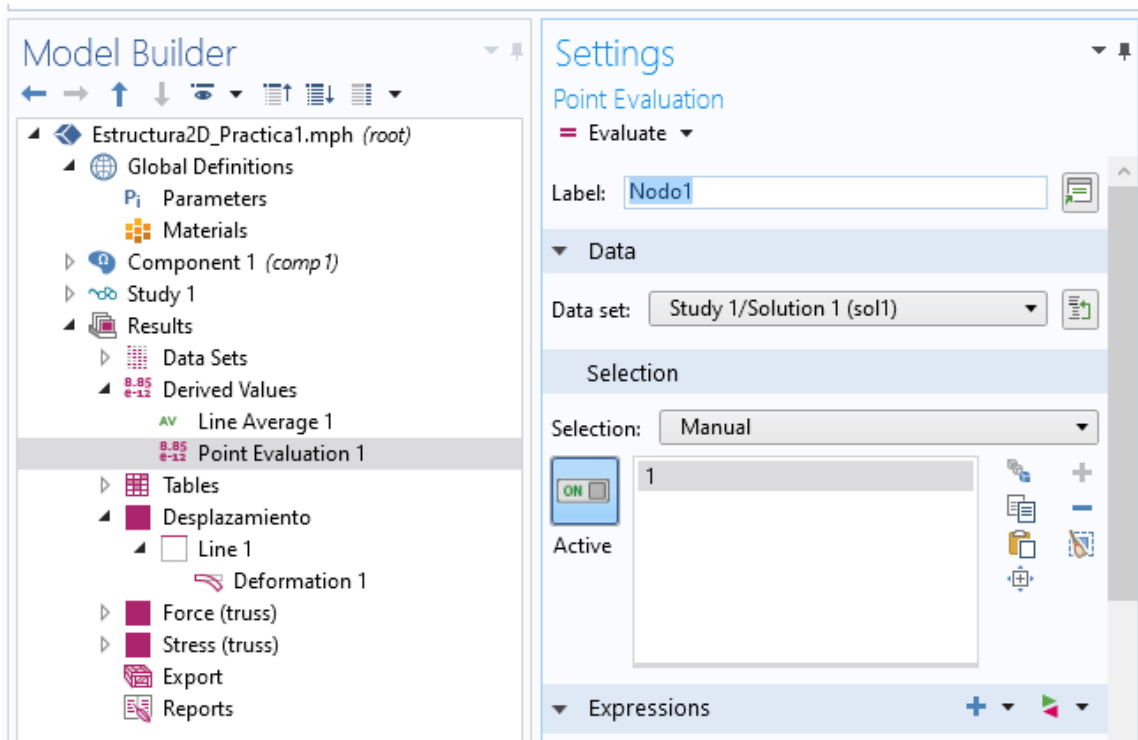 Model Builder
Estructura2D_Practica1.mph (root)
Global Definitions
Pi Parameters
Materials
Component 1 (comp1)
Study 1
Results
Data Sets
8.85 e-12 Derived Values
AV Line Average 1
8.85 e-12 Point Evaluation 1
Tables
Desplazamiento
Line 1
Deformation 1
Force (truss)
Stress (truss)
Export
Reports
Settings
Point Evaluation
= Evaluate
Label: Nodo1
Data
Data set: Study 1/Solution 1 (sol1)
Selection
Selection: Manual
1
ON
Active
Expressions